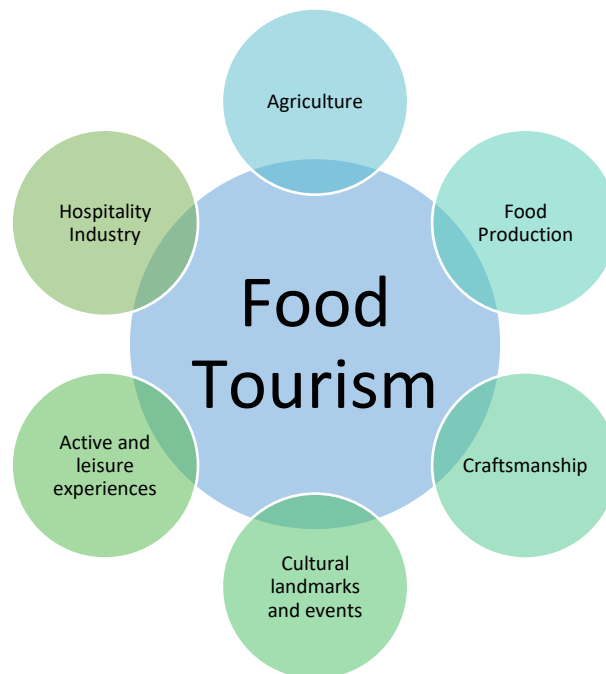 Agriculture
Food
Production
Craftsmanship
Cultural
landmarks
and events
Active and
leisure
experiences
Hospitality
Industry
Food
Tourism